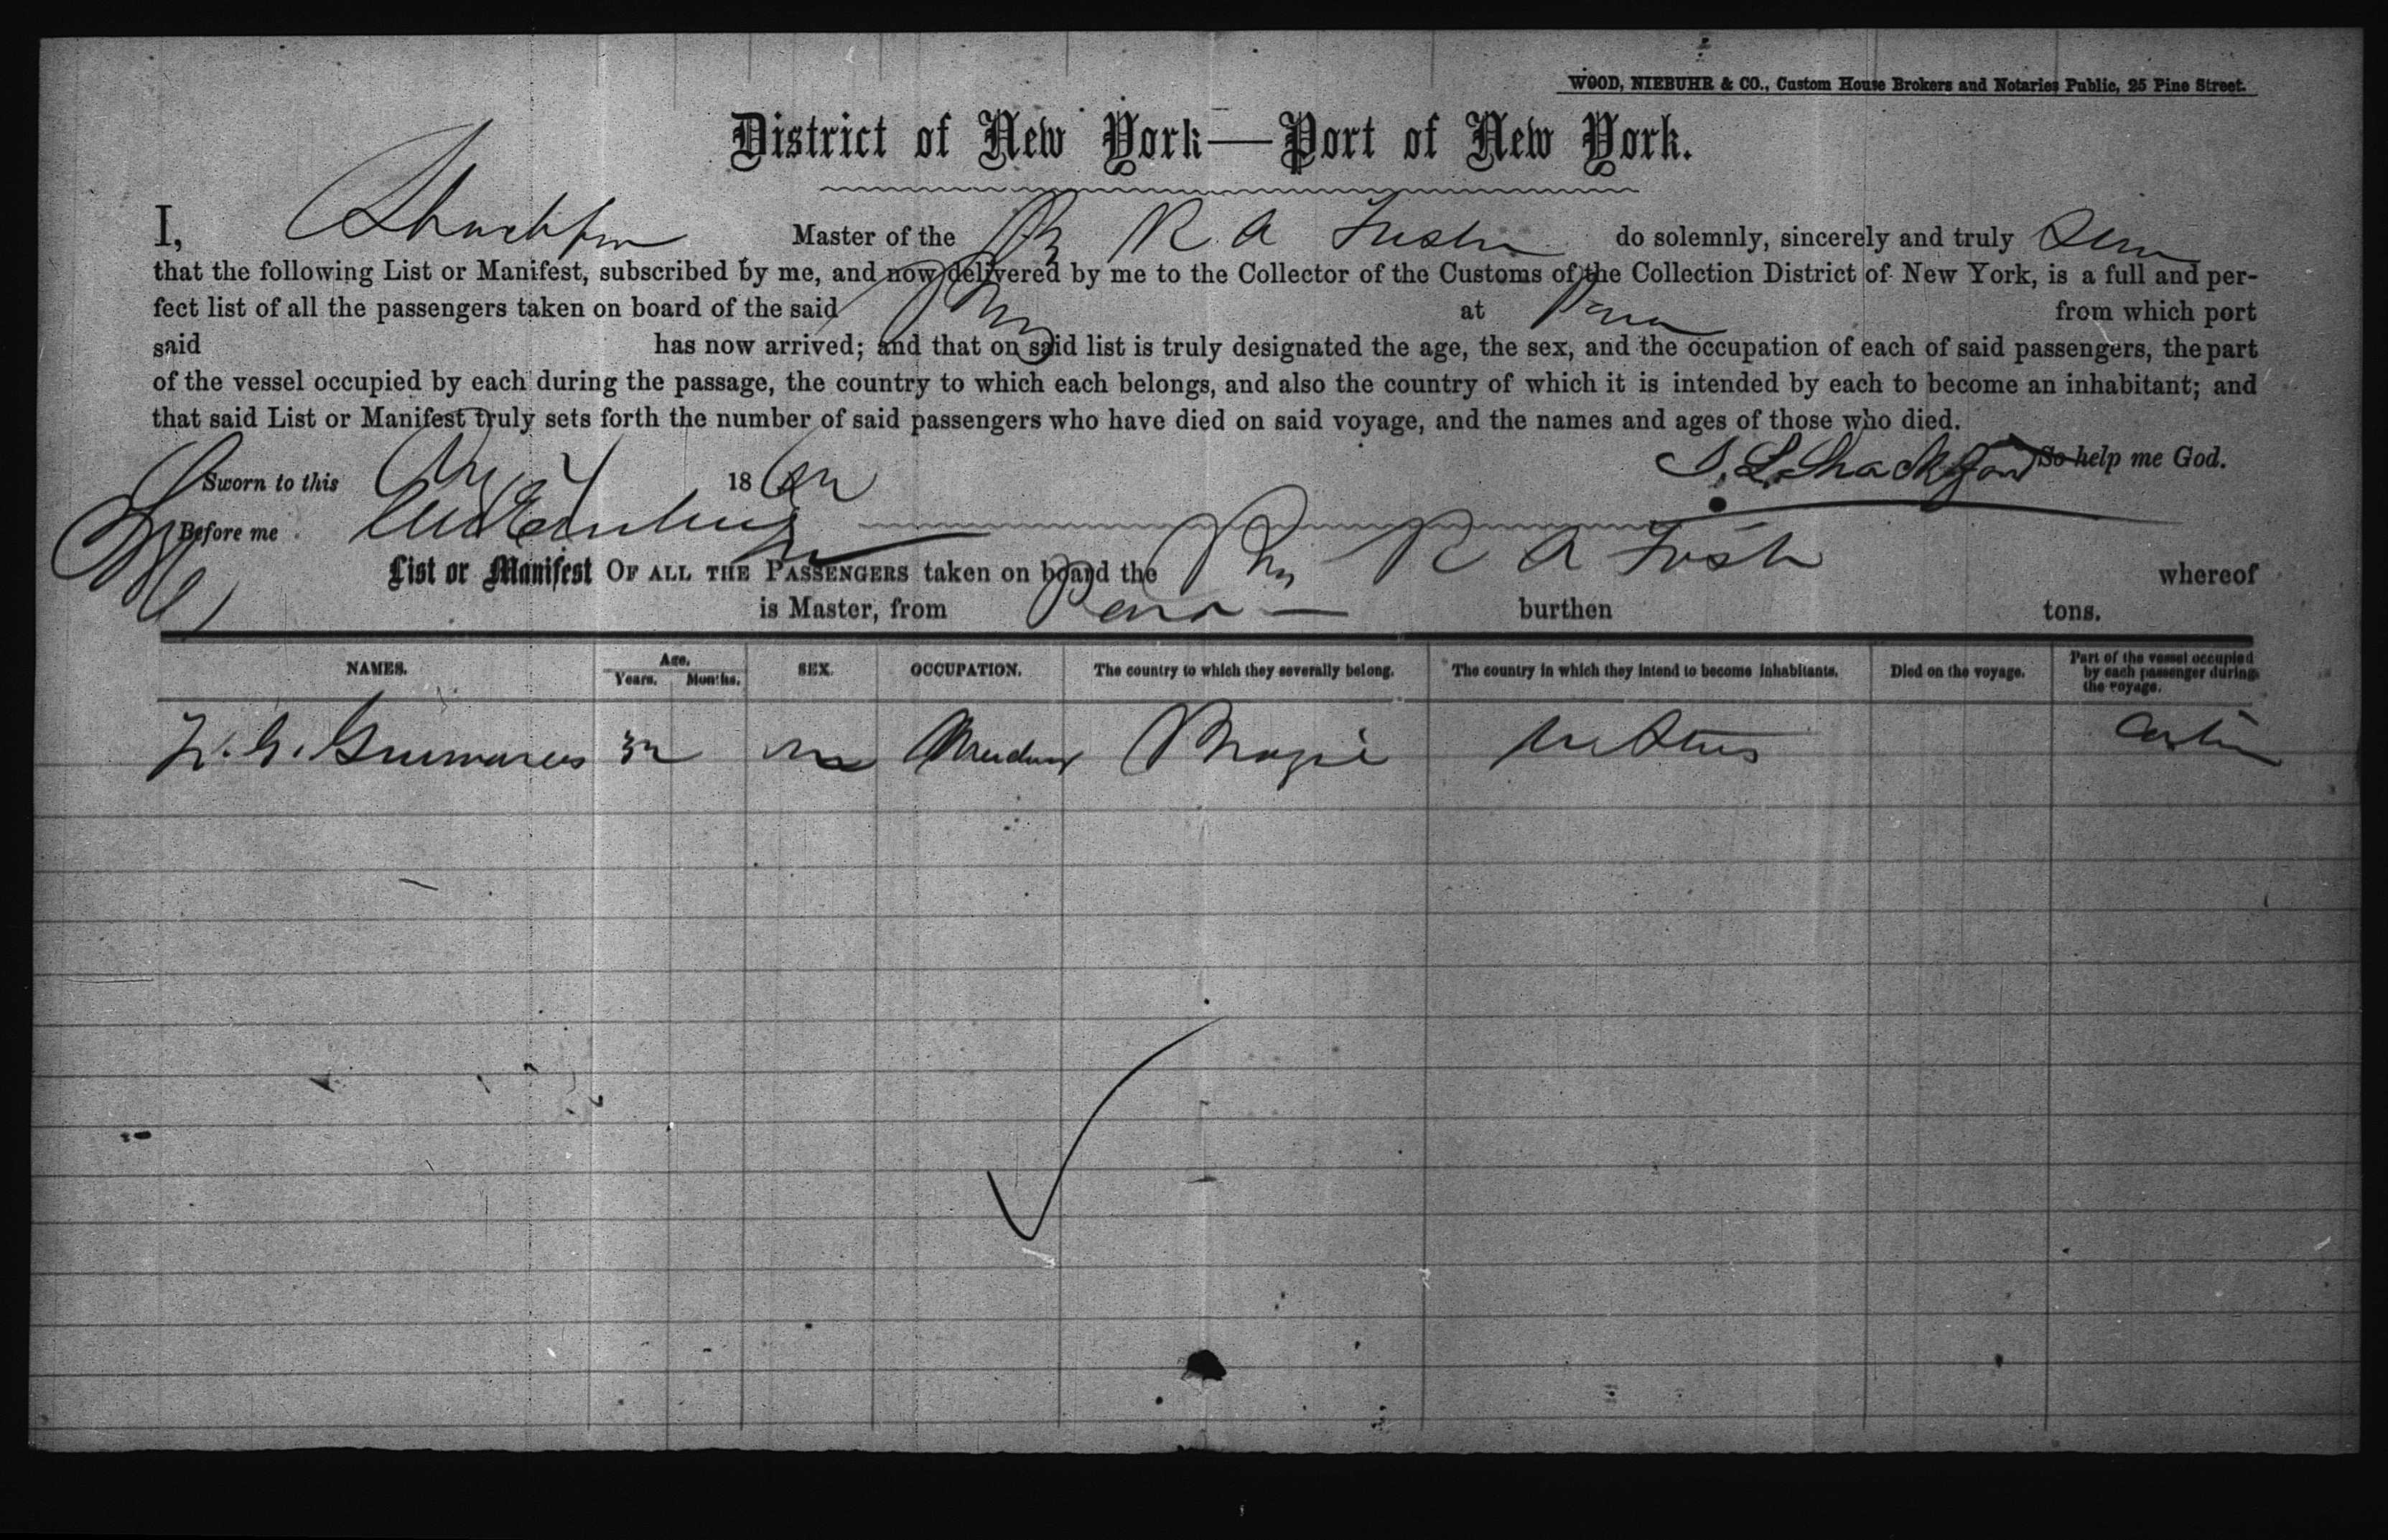 WOOD, NIEBUHR & CO., Custom House Brokers and Notaries Public, 25 Pine Street.
District of New York—Port of New York.
I, Shackford Master of the Br R A Fisher do solemnly, sincerely and truly Swear
that the following List or Manifest, subscribed by me, and now delivered by me to the Collector of the Customs of the Collection District of New York, is a full and per-
fect list of all the passengers taken on board of the said Brig at Para from which port
said has now arrived; and that on said list is truly designated the age, the sex, and the occupation of each of said passengers, the part
of the vessel occupied by each during the passage, the country to which each belongs, and also the country of which it is intended by each to become an inhabitant; and
that said List or Manifest truly sets forth the number of said passengers who have died on said voyage, and the names and ages of those who died.
So help me God.
Sworn to this 186 S. L. Shackford
Before me
List or Manifest OF ALL THE PASSENGERS taken on board the R A Fish whereof
is Master, from Para — burthen tons.
NAMES. Age. Years. Months. SEX. OCCUPATION. The country to which they severally belong. The country in which they intend to become inhabitants. Died on the voyage. Part of the vessel occupied by each passenger during the voyage.
Guimares 32 m Brazil Cabin